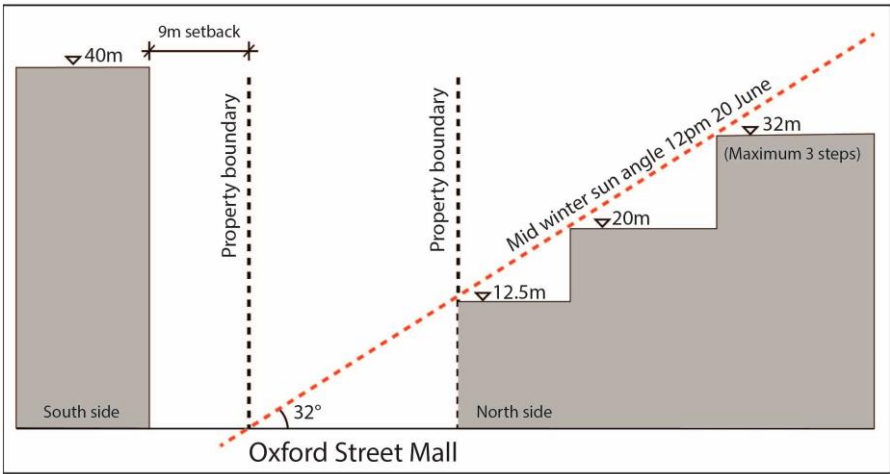 9m setback
40m
Property boundary
Property boundary
Mid winter sun angle 12pm 20 June
32m
(Maximum 3 steps)
20m
12.5m
South side
32°
North side
Oxford Street Mall